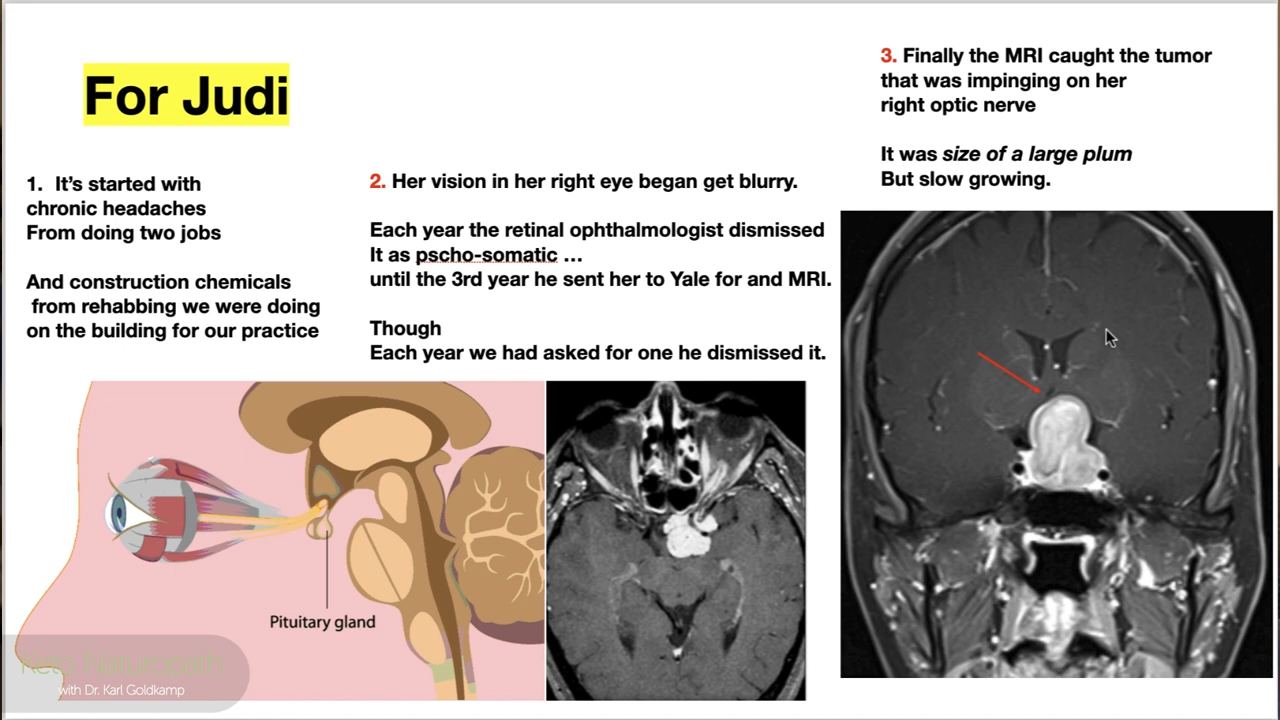 For Judi
1. It’s started with
chronic headaches
From doing two jobs
And construction chemicals
from rehabbing we were doing
on the building for our practice
2. Her vision in her right eye began get blurry.
Each year the retinal ophthalmologist dismissed
It as pscho-somatic ...
until the 3rd year he sent her to Yale for and MRI.
Though
Each year we had asked for one he dismissed it.
3. Finally the MRI caught the tumor
that was impinging on her
right optic nerve
It was size of a large plum
But slow growing.
Pituitary gland
Keto Naturopath
with Dr. Karl Goldkamp